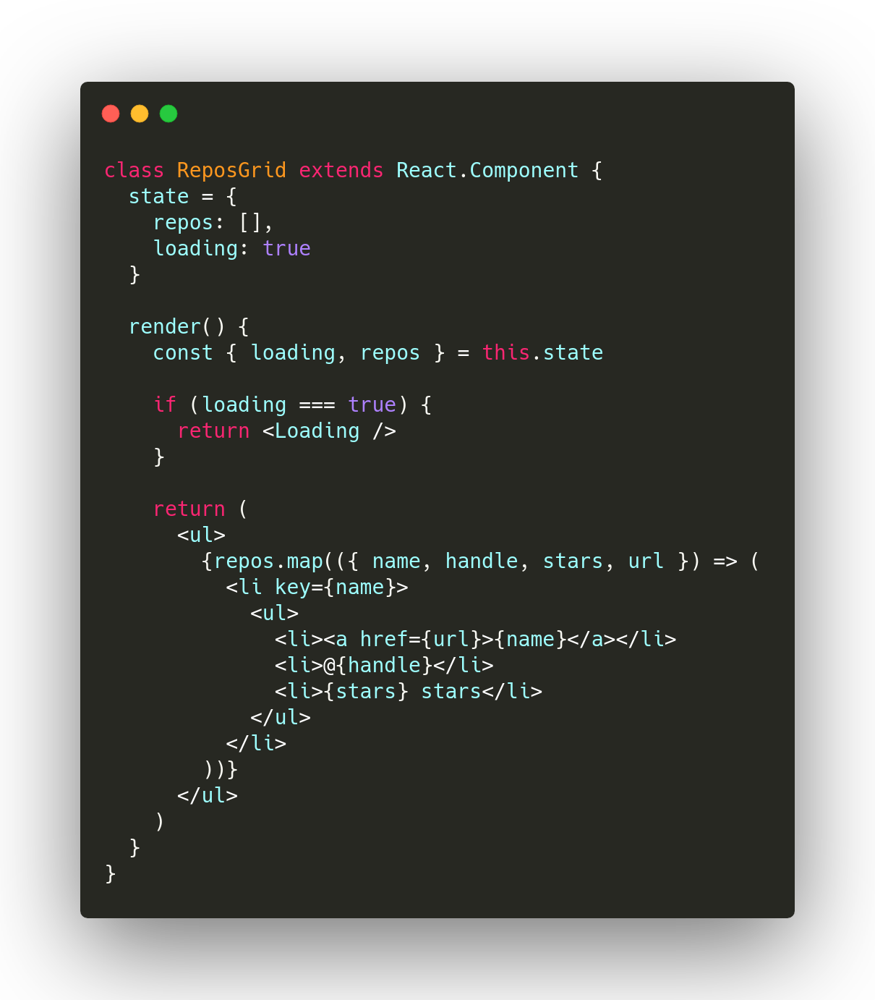 class ReposGrid extends React.Component {
  state = {
    repos: [],
    loading: true
  }

  render() {
    const { loading, repos } = this.state

    if (loading === true) {
      return <Loading />
    }

    return (
      <ul>
        {repos.map(({ name, handle, stars, url }) => (
          <li key={name}>
            <ul>
              <li><a href={url}>{name}</a></li>
              <li>@{handle}</li>
              <li>{stars} stars</li>
            </ul>
          </li>
        ))}
      </ul>
    )
  }
}